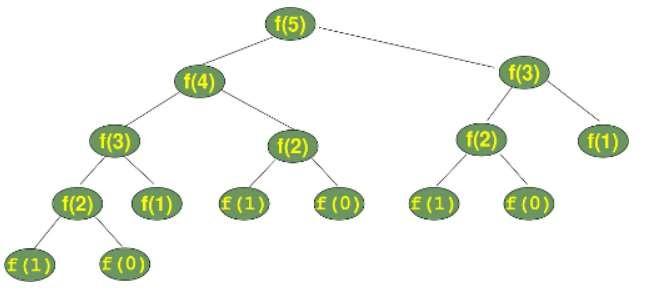 f(5)
f(4) f(3)
f(3) f(2) f(2) f(1)
f(2) f(1) f(1) f(0) f(1) f(0)
f(1) f(0)